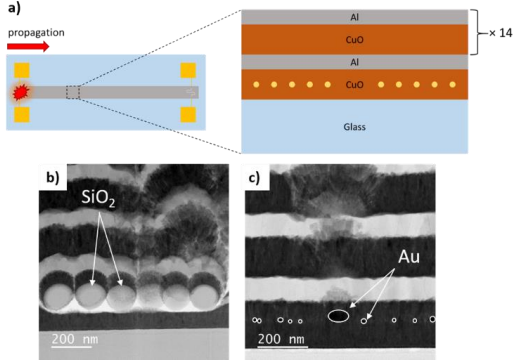 a)
propagation
Al
CuO
× 14
Al
CuO
Glass
b)
SiO₂
200 nm
c)
Au
200 nm